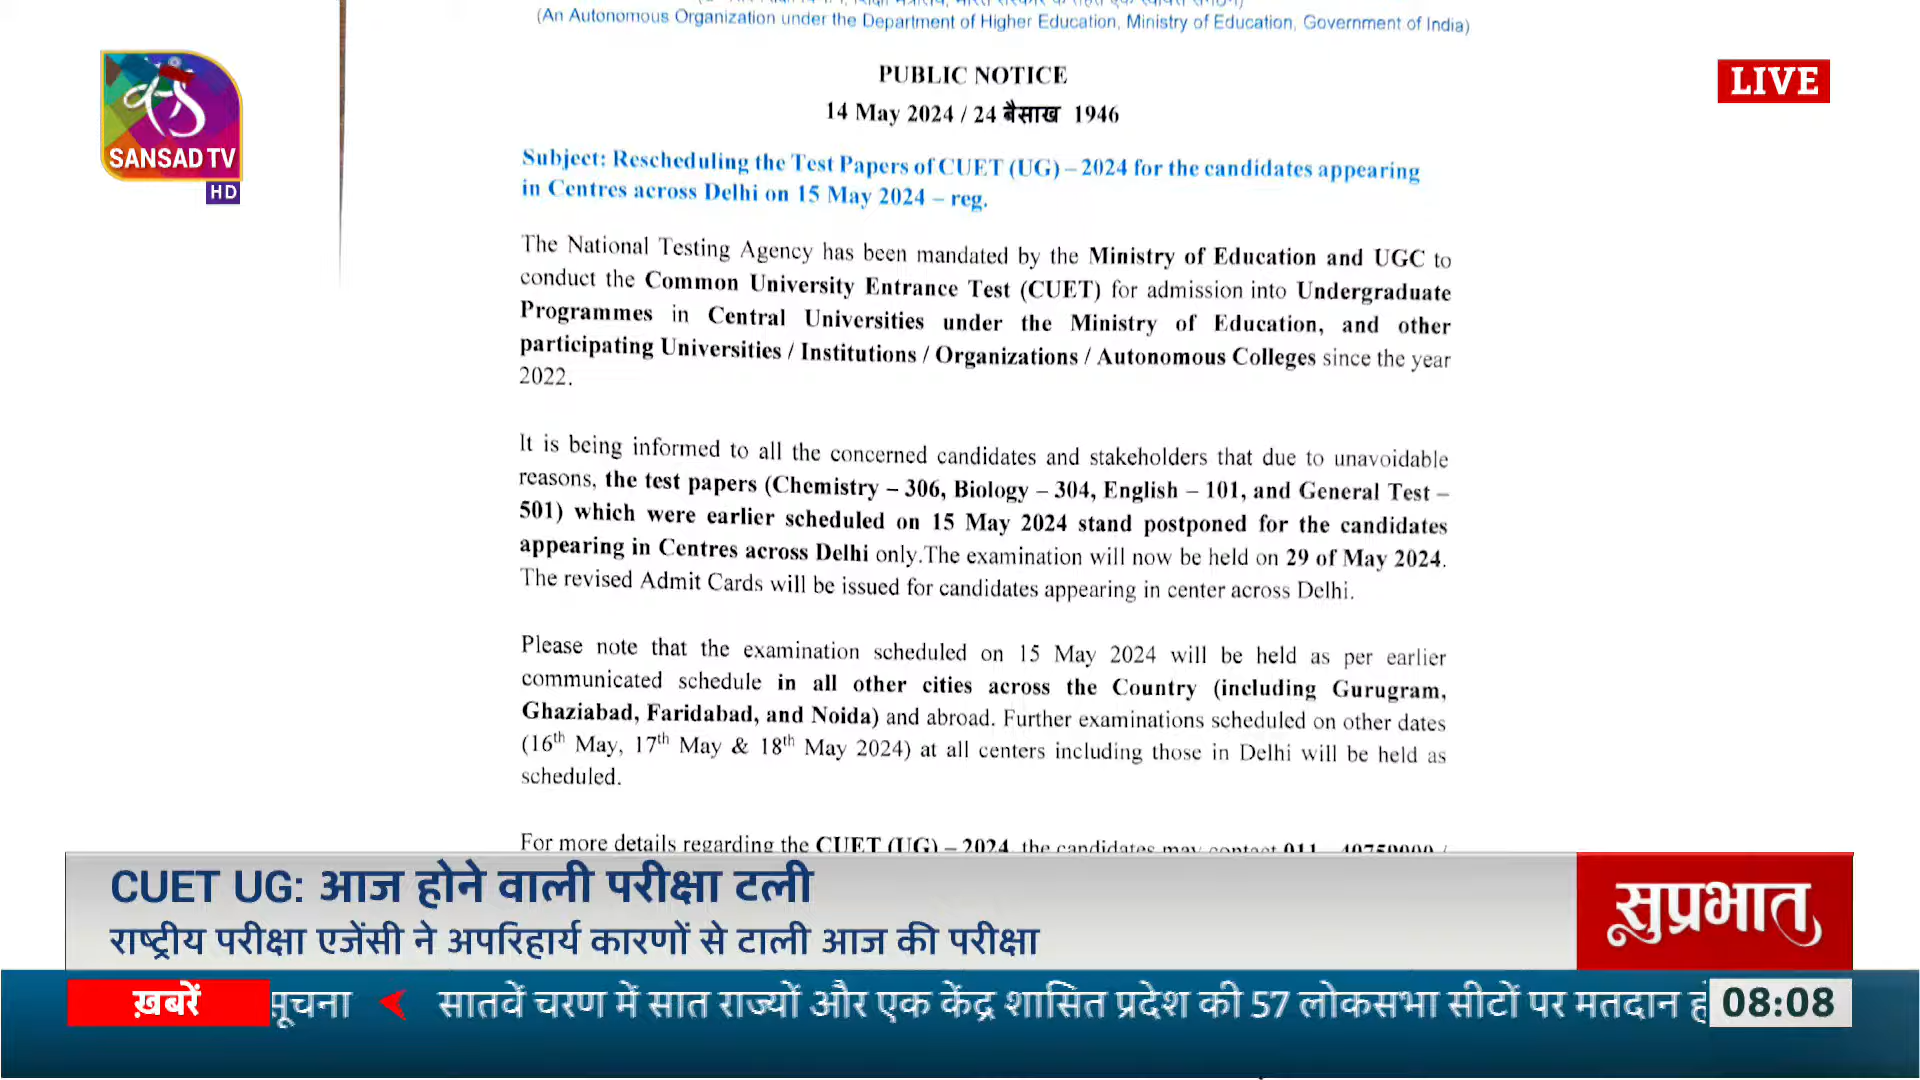 (An Autonomous Organization under the Department of Higher Education, Ministry of Education, Government of India)
PUBLIC NOTICE
14 May 2024 / 24 बैसाख 1946
Subject: Rescheduling the Test Papers of CUET (UG) – 2024 for the candidates appearing
in Centres across Delhi on 15 May 2024 – reg.
The National Testing Agency has been mandated by the Ministry of Education and UGC to
conduct the Common University Entrance Test (CUET) for admission into Undergraduate
Programmes in Central Universities under the Ministry of Education, and other
participating Universities / Institutions / Organizations / Autonomous Colleges since the year
2022.
It is being informed to all the concerned candidates and stakeholders that due to unavoidable
reasons, the test papers (Chemistry – 306, Biology – 304, English – 101, and General Test –
501) which were earlier scheduled on 15 May 2024 stand postponed for the candidates
appearing in Centres across Delhi only.The examination will now be held on 29 of May 2024.
The revised Admit Cards will be issued for candidates appearing in center across Delhi.
Please note that the examination scheduled on 15 May 2024 will be held as per earlier
communicated schedule in all other cities across the Country (including Gurugram,
Ghaziabad, Faridabad, and Noida) and abroad. Further examinations scheduled on other dates
(16th May, 17th May & 18th May 2024) at all centers including those in Delhi will be held as
scheduled.
For more details regarding the CUET (UG) – 2024, the candidates may contact 011 - 40759000 /
SANSAD TV
HD
LIVE
CUET UG: आज होने वाली परीक्षा टली
राष्ट्रीय परीक्षा एजेंसी ने अपरिहार्य कारणों से टाली आज की परीक्षा
सुप्रभात
ख़बरें
सूचना
सातवें चरण में सात राज्यों और एक केंद्र शासित प्रदेश की 57 लोकसभा सीटों पर मतदान
08:08